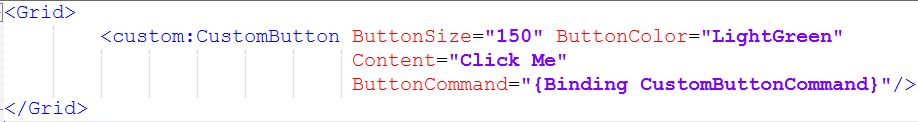 <Grid>
<custom:CustomButton ButtonSize="150" ButtonColor="LightGreen"
Content="Click Me"
ButtonCommand="{Binding CustomButtonCommand}"/>
</Grid>